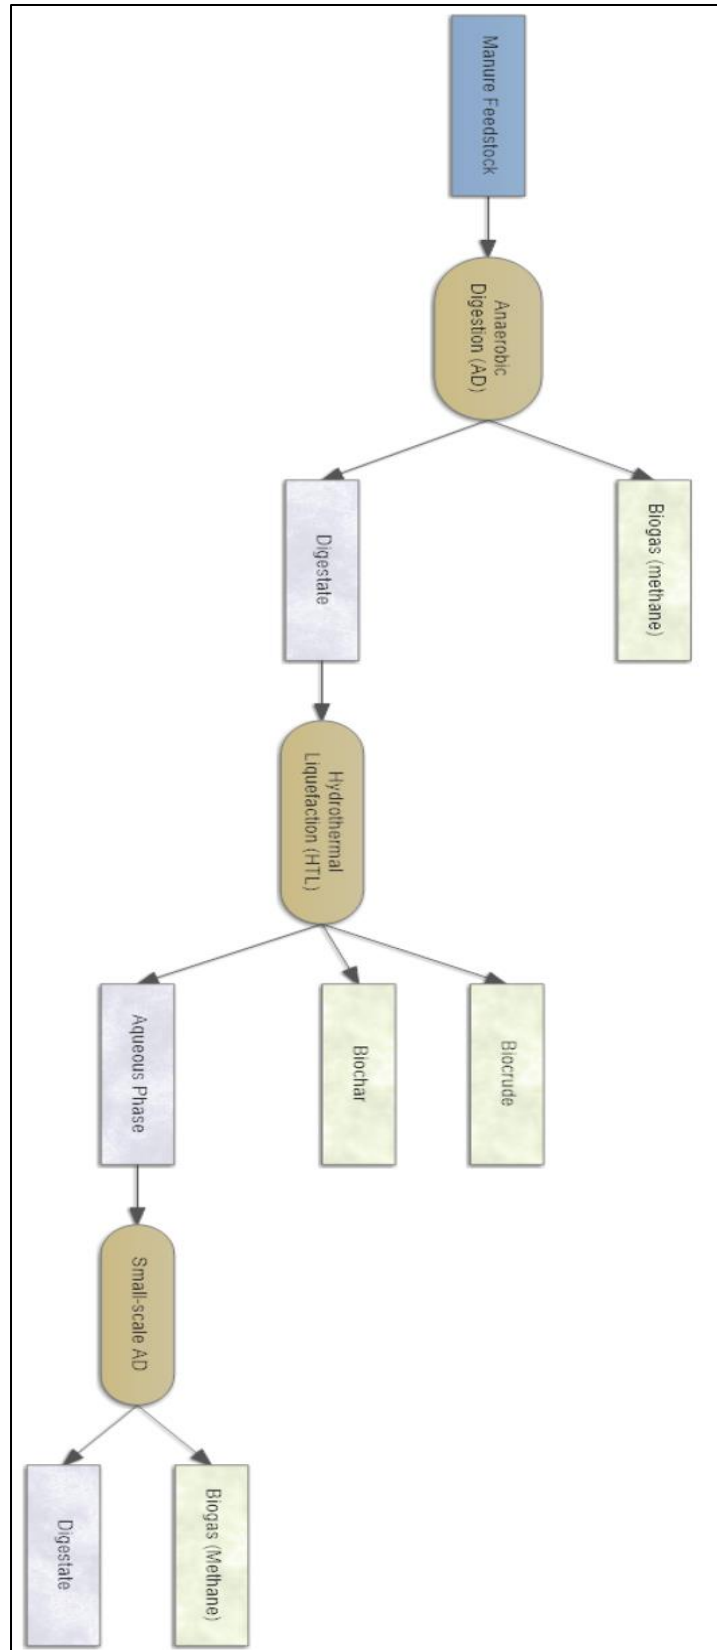 Manure Feedstock
Anaerobic
Digestion (AD)
Biogas (methane)
Digestate
Hydrothermal
Liquefaction (HTL)
Biocrude
Biochar
Aqueous Phase
Small-scale AD
Biogas (Methane)
Digestate